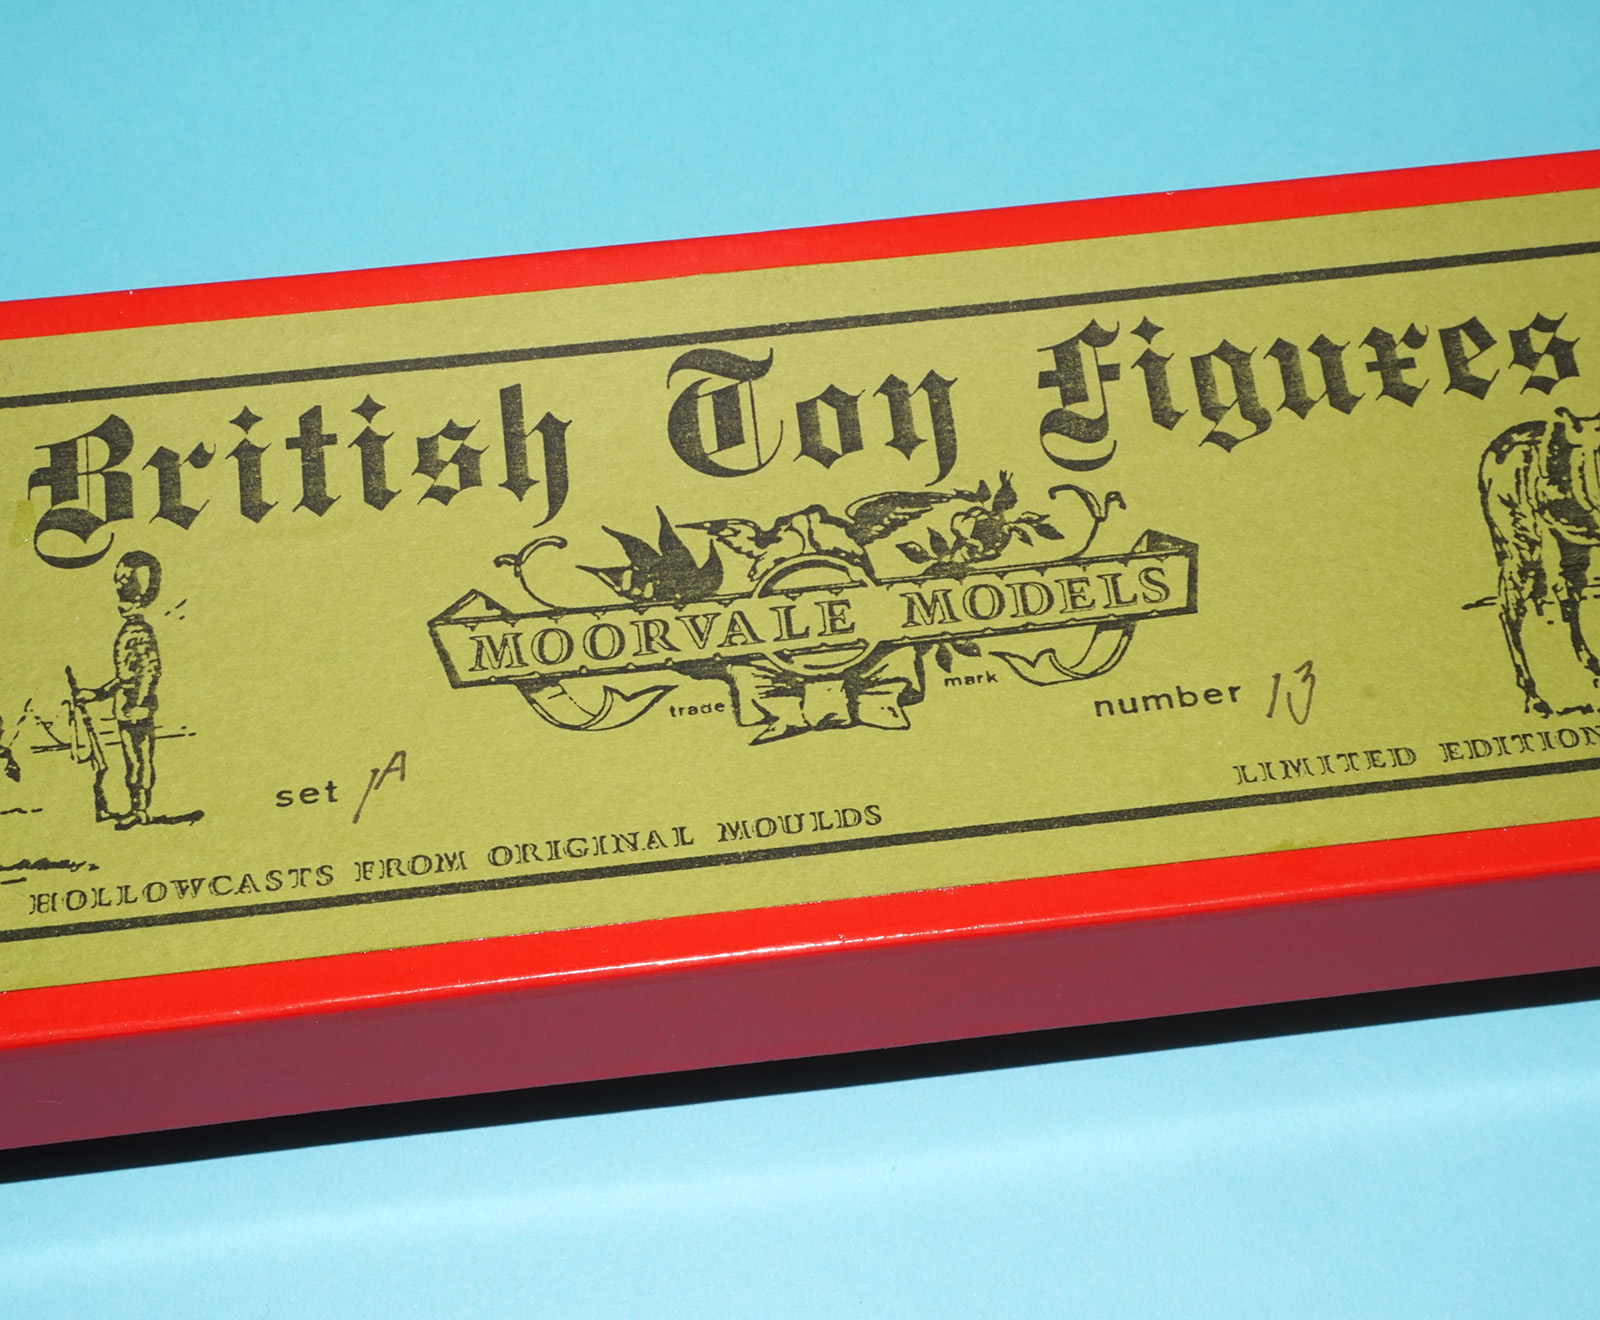 British Toy Figures
MOORVALE MODELS
trade mark
number 13
set 1A
LIMITED EDITION
HOLLOWCASTS FROM ORIGINAL MOULDS